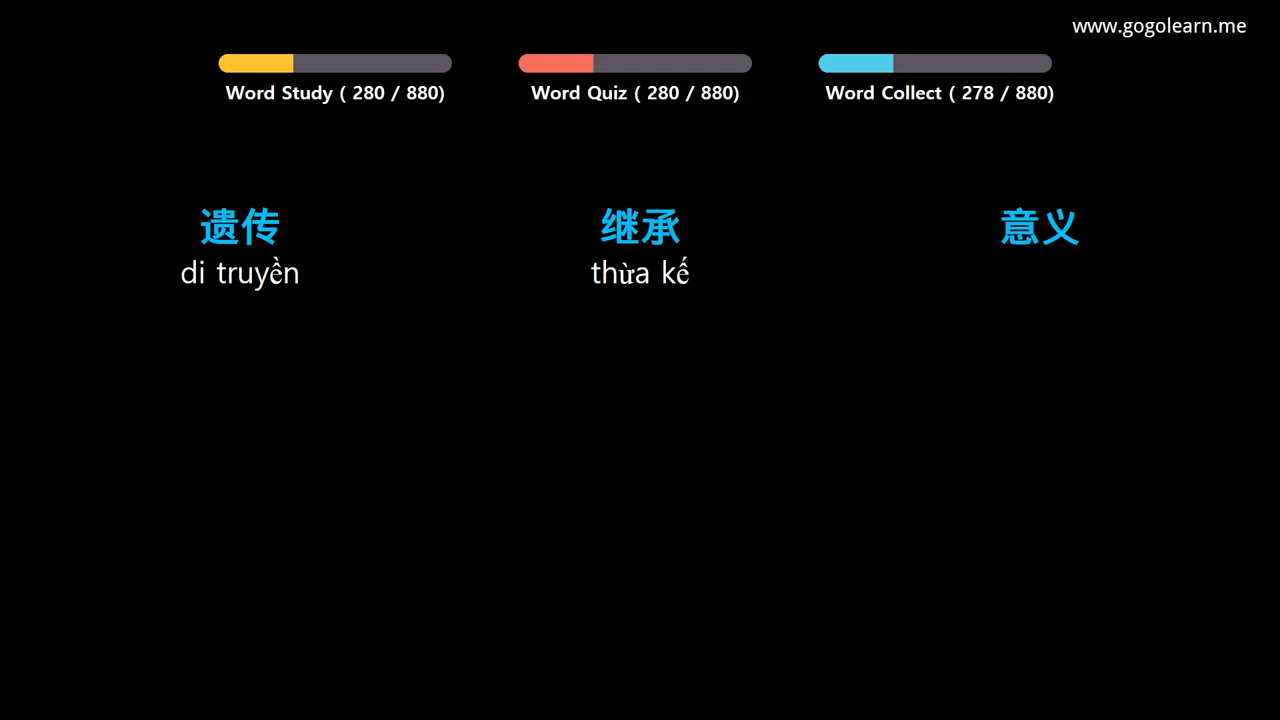 www.gogolearn.me
Word Study ( 280 / 880)
Word Quiz ( 280 / 880)
Word Collect ( 278 / 880)
遗传
di truyền
继承
thừa kế
意义